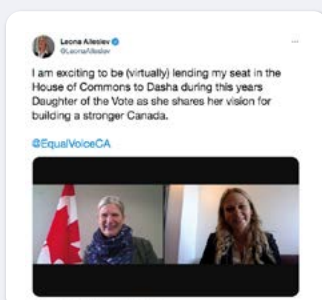 Leona Alleslev
@LeonaAlleslev
I am exciting to be (virtually) lending my seat in the
House of Commons to Dasha during this years
Daughter of the Vote as she shares her vision for
building a stronger Canada.
@EqualVoiceCA